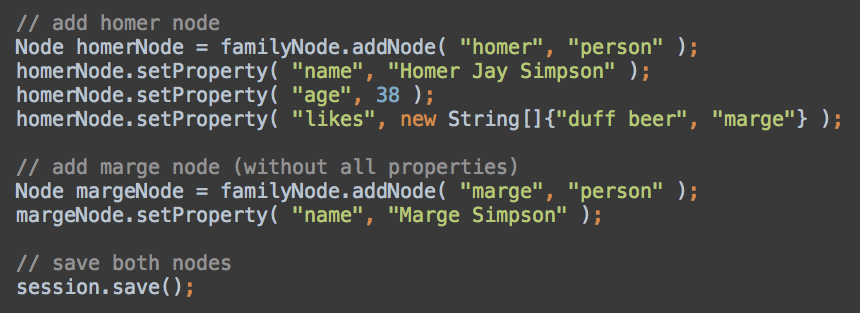 // add homer node
Node homerNode = familyNode.addNode( "homer", "person" );
homerNode.setProperty( "name", "Homer Jay Simpson" );
homerNode.setProperty( "age", 38 );
homerNode.setProperty( "likes", new String[]{"duff beer", "marge"} );
// add marge node (without all properties)
Node margeNode = familyNode.addNode( "marge", "person" );
margeNode.setProperty( "name", "Marge Simpson" );
// save both nodes
session.save();